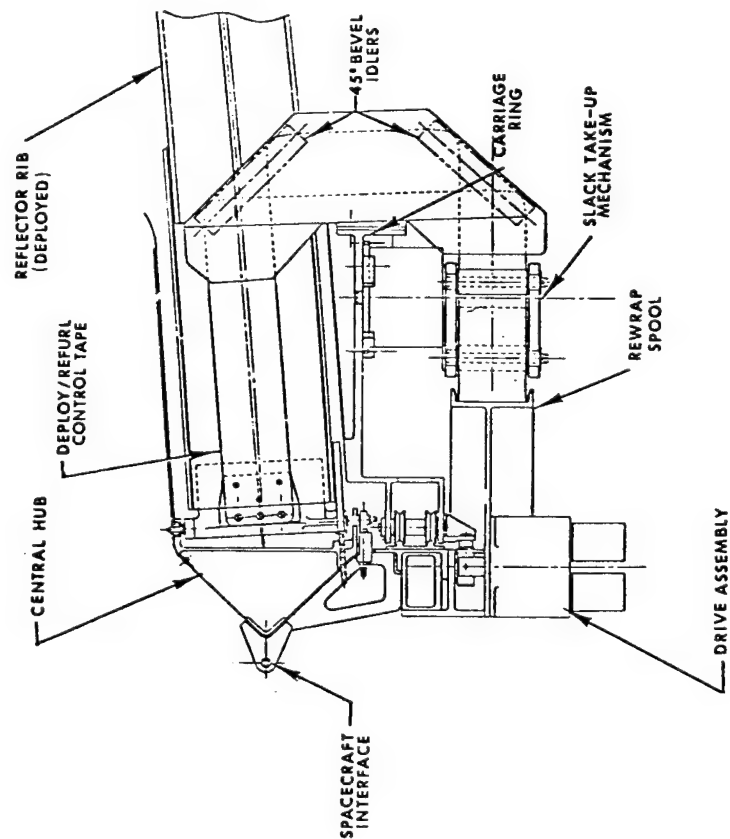 REFLECTOR RIB
(DEPLOYED)
DEPLOY/REFURL
CONTROL TAPE
CENTRAL HUB
45° BEVEL
IDLERS
CARRIAGE
RING
SLACK TAKE-UP
MECHANISM
REWRAP
SPOOL
DRIVE ASSEMBLY
SPACECRAFT
INTERFACE